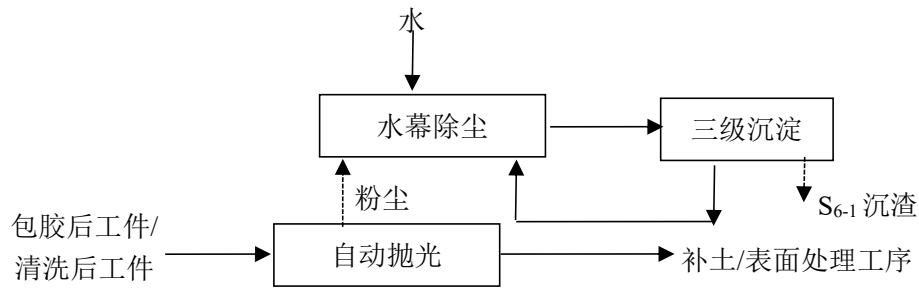 水
水幕除尘
三级沉淀
粉尘
S6-1 沉渣
包胶后工件/
清洗后工件
自动抛光
补土/表面处理工序